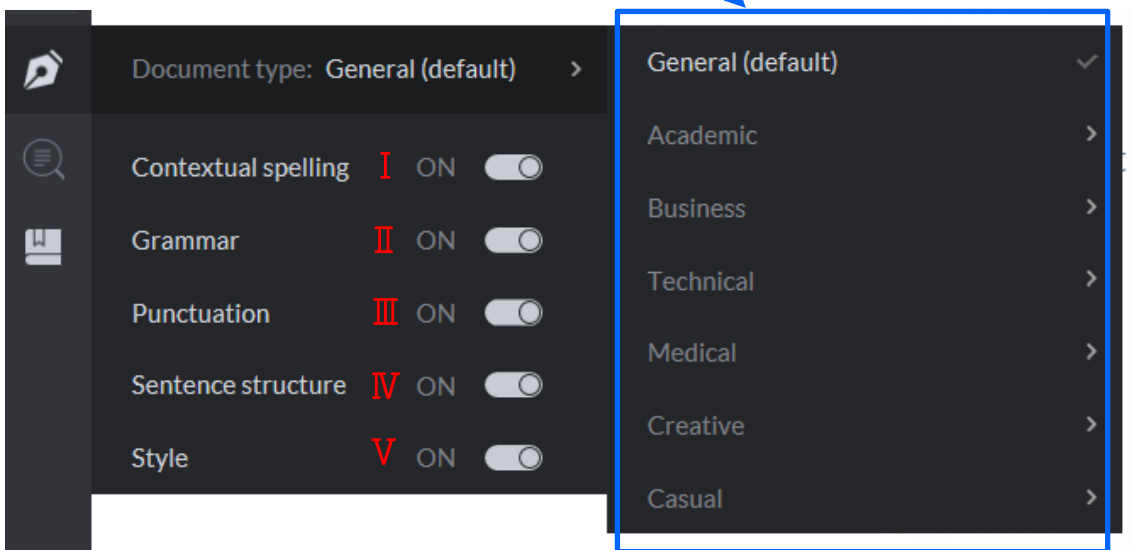 Document type: General (default)
Contextual spelling Ⅰ ON
Grammar Ⅱ ON
Punctuation Ⅲ ON
Sentence structure Ⅳ ON
Style Ⅴ ON
General (default)
Academic
Business
Technical
Medical
Creative
Casual